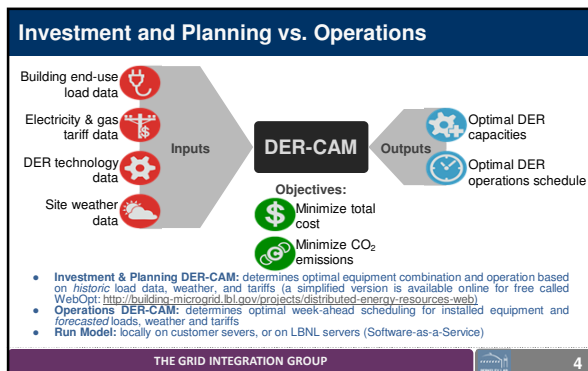 Investment and Planning vs. Operations
Building end-use
load data
Electricity & gas
tariff data
DER technology
data
Site weather
data
Inputs
DER-CAM
Outputs
Optimal DER
capacities
Optimal DER
operations schedule
Objectives:
Minimize total
cost
Minimize CO₂
emissions
● Investment & Planning DER-CAM: determines optimal equipment combination and operation based
on historic load data, weather, and tariffs (a simplified version is available online for free called
WebOpt: http://building-microgrid.lbl.gov/projects/distributed-energy-resources-web)
● Operations DER-CAM: determines optimal week-ahead scheduling for installed equipment and
forecasted loads, weather and tariffs
● Run Model: locally on customer severs, or on LBNL servers (Software-as-a-Service)
THE GRID INTEGRATION GROUP
4